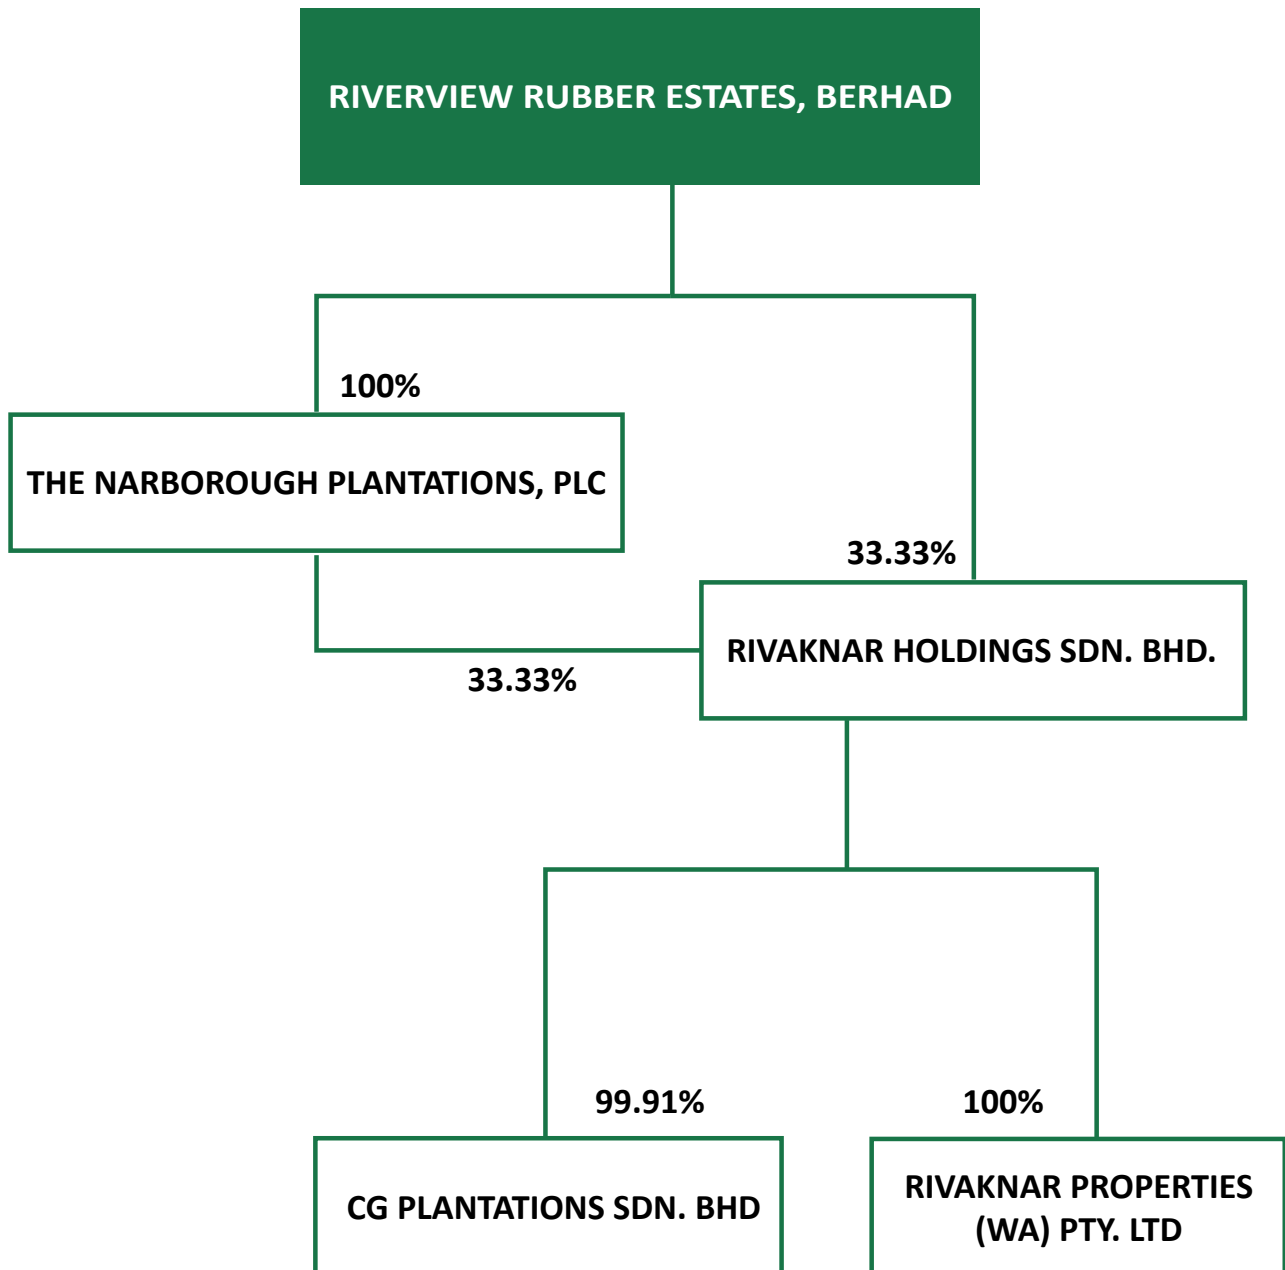 RIVERVIEW RUBBER ESTATES, BERHAD
100%
THE NARBOROUGH PLANTATIONS, PLC
33.33%
RIVAKNAR HOLDINGS SDN. BHD.
33.33%
99.91%
100%
CG PLANTATIONS SDN. BHD
RIVAKNAR PROPERTIES
(WA) PTY. LTD